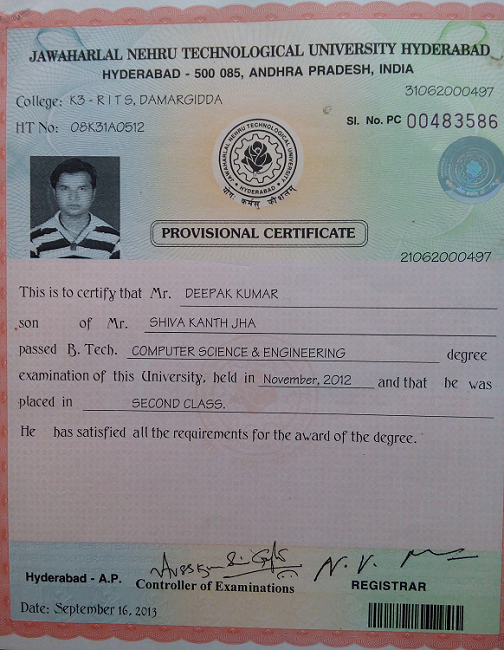 JAWAHARLAL NEHRU TECHNOLOGICAL UNIVERSITY HYDERABAD
HYDERABAD - 500 085, ANDHRA PRADESH, INDIA
College: K3 - R I T S, DAMARGIDDA
31062000497
HT No: 08K31A0512
Sl. No. PC 00483586
JAWAHARLAL NEHRU TECHNOLOGICAL UNIVERSITY
HYDERABAD
योगः कर्मसु कौशलम्
PROVISIONAL CERTIFICATE
21062000497
This is to certify that Mr. DEEPAK KUMAR
son of Mr. SHIVA KANTH JHA
passed B. Tech. COMPUTER SCIENCE & ENGINEERING degree
examination of this University, held in November, 2012 and that he was
placed in SECOND CLASS.
He has satisfied all the requirements for the award of the degree.
Hyderabad - A.P.
Controller of Examinations
REGISTRAR
Date: September 16, 2013